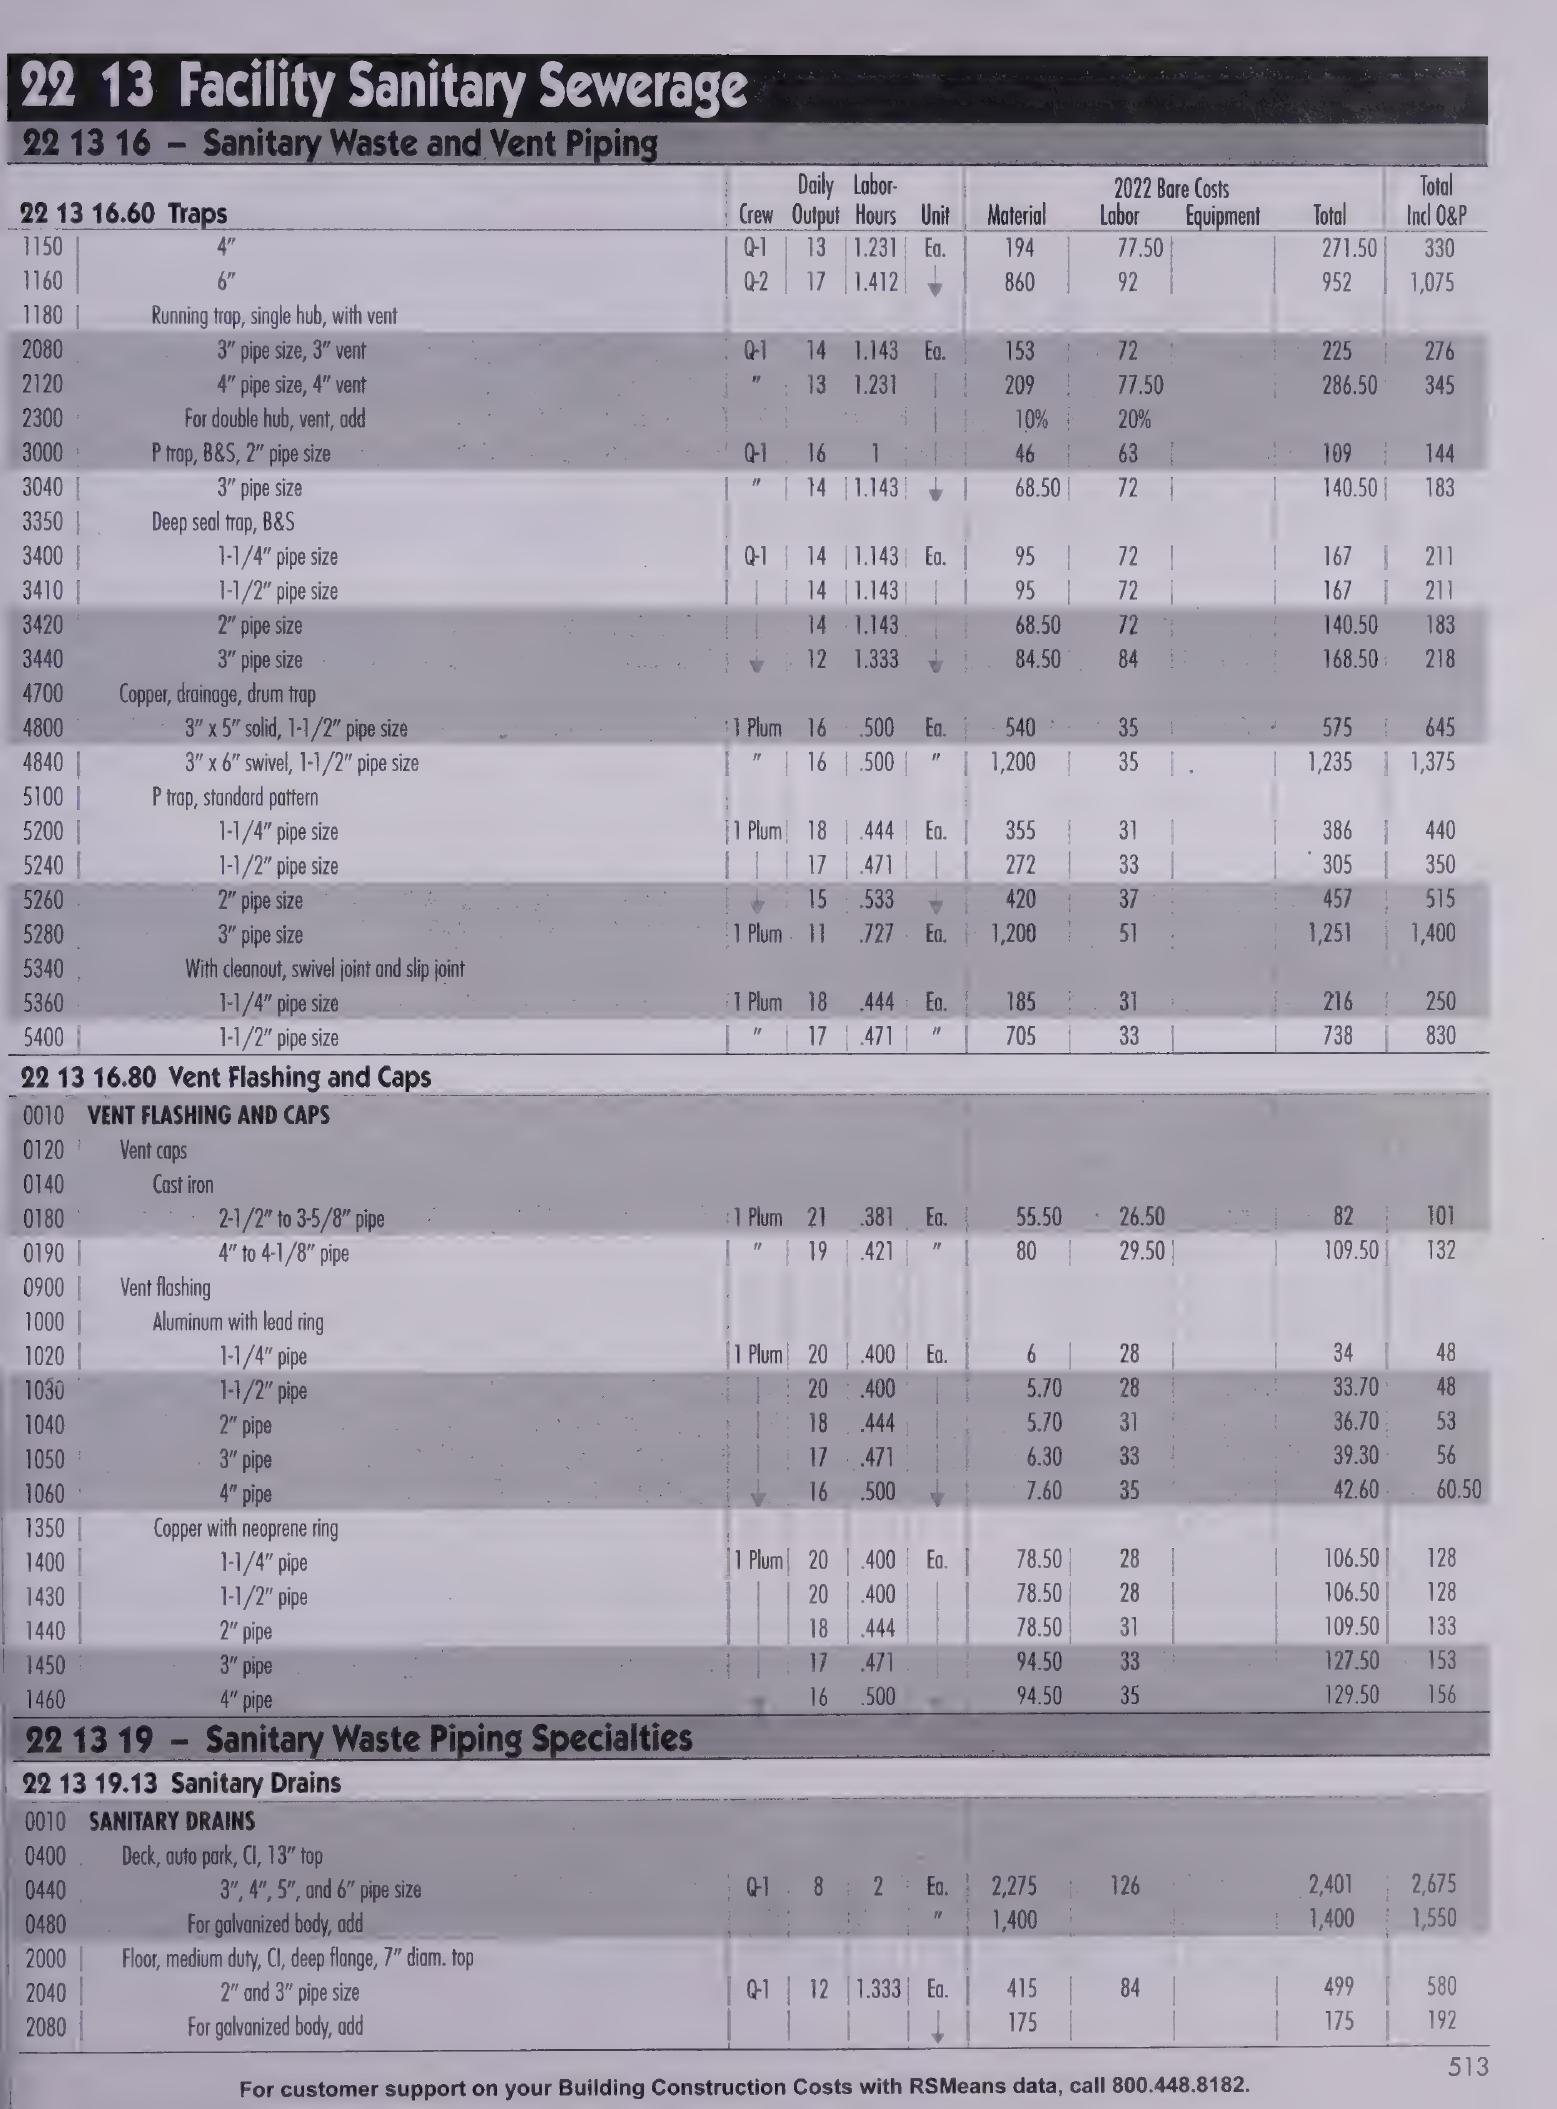 22 13 Facility Sanitary Sewerage
22 13 16 – Sanitary Waste and Vent Piping
Daily Labor- 2022 Bare Costs Total
22 13 16.60 Traps Crew Output Hours Unit Material Labor Equipment Total Incl O&P
1150 4" Q-1 13 1.231 Ea. 194 77.50 271.50 330
1160 6" Q-2 17 1.412 860 92 952 1,075
1180 Running trap, single hub, with vent
2080 3" pipe size, 3" vent Q-1 14 1.143 Ea. 153 72 225 276
2120 4" pipe size, 4" vent " 13 1.231 209 77.50 286.50 345
2300 For double hub, vent, add 10% 20%
3000 P trap, B&S, 2" pipe size Q-1 16 1 46 63 109 144
3040 3" pipe size " 14 1.143 68.50 72 140.50 183
3350 Deep seal trap, B&S
3400 1-1/4" pipe size Q-1 14 1.143 Ea. 95 72 167 211
3410 1-1/2" pipe size 14 1.143 95 72 167 211
3420 2" pipe size 14 1.143 68.50 72 140.50 183
3440 3" pipe size 12 1.333 84.50 84 168.50 218
4700 Copper, drainage, drum trap
4800 3" x 5" solid, 1-1/2" pipe size 1 Plum 16 .500 Ea. 540 35 575 645
4840 3" x 6" swivel, 1-1/2" pipe size " 16 .500 " 1,200 35 1,235 1,375
5100 P trap, standard pattern
5200 1-1/4" pipe size 1 Plum 18 .444 Ea. 355 31 386 440
5240 1-1/2" pipe size 17 .471 272 33 305 350
5260 2" pipe size 15 .533 420 37 457 515
5280 3" pipe size 1 Plum 11 .727 Ea. 1,200 51 1,251 1,400
5340 With cleanout, swivel joint and slip joint
5360 1-1/4" pipe size 1 Plum 18 .444 Ea. 185 31 216 250
5400 1-1/2" pipe size " 17 .471 " 705 33 738 830
22 13 16.80 Vent Flashing and Caps
0010 VENT FLASHING AND CAPS
0120 Vent caps
0140 Cast iron
0180 2-1/2" to 3-5/8" pipe 1 Plum 21 .381 Ea. 55.50 26.50 82 101
0190 4" to 4-1/8" pipe " 19 .421 " 80 29.50 109.50 132
0900 Vent flashing
1000 Aluminum with lead ring
1020 1-1/4" pipe 1 Plum 20 .400 Ea. 6 28 34 48
1030 1-1/2" pipe 20 .400 5.70 28 33.70 48
1040 2" pipe 18 .444 5.70 31 36.70 53
1050 3" pipe 17 .471 6.30 33 39.30 56
1060 4" pipe 16 .500 7.60 35 42.60 60.50
1350 Copper with neoprene ring
1400 1-1/4" pipe 1 Plum 20 .400 Ea. 78.50 28 106.50 128
1430 1-1/2" pipe 20 .400 78.50 28 106.50 128
1440 2" pipe 18 .444 78.50 31 109.50 133
1450 3" pipe 17 .471 94.50 33 127.50 153
1460 4" pipe 16 .500 94.50 35 129.50 156
22 13 19 – Sanitary Waste Piping Specialties
22 13 19.13 Sanitary Drains
0010 SANITARY DRAINS
0400 Deck, auto park, CI, 13" top
0440 3", 4", 5", and 6" pipe size Q-1 8 2 Ea. 2,275 126 2,401 2,675
0480 For galvanized body, add " 1,400 1,400 1,550
2000 Floor, medium duty, CI, deep flange, 7" diam. top
2040 2" and 3" pipe size Q-1 12 1.333 Ea. 415 84 499 580
2080 For galvanized body, add 175 175 192
513
For customer support on your Building Construction Costs with RSMeans data, call 800.448.8182.